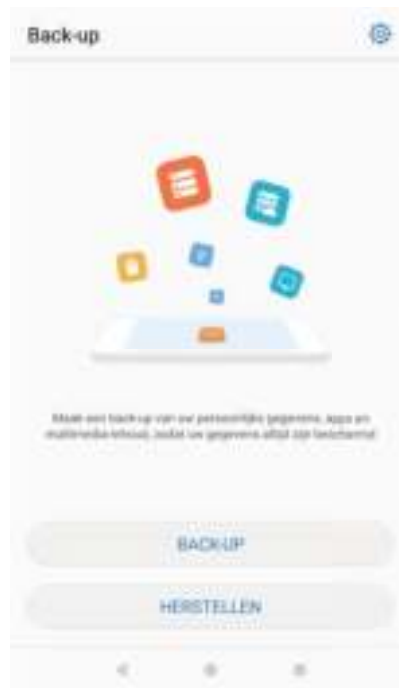 Back-up
Maak een back-up van uw persoonlijke gegevens, apps en
multimedia-inhoud, zodat uw gegevens altijd zijn beschermd
BACK-UP
HERSTELLEN